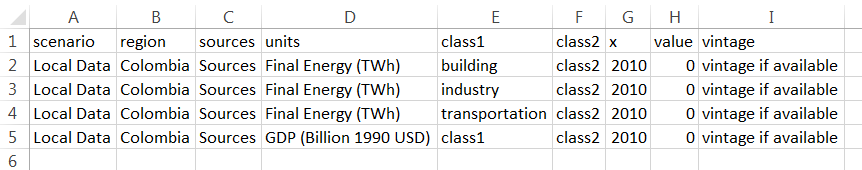 A B C D E F G H I
1 scenario region sources units class1 class2 x value vintage
2 Local Data Colombia Sources Final Energy (TWh) building class2 2010 0 vintage if available
3 Local Data Colombia Sources Final Energy (TWh) industry class2 2010 0 vintage if available
4 Local Data Colombia Sources Final Energy (TWh) transportation class2 2010 0 vintage if available
5 Local Data Colombia Sources GDP (Billion 1990 USD) class1 class2 2010 0 vintage if available
6